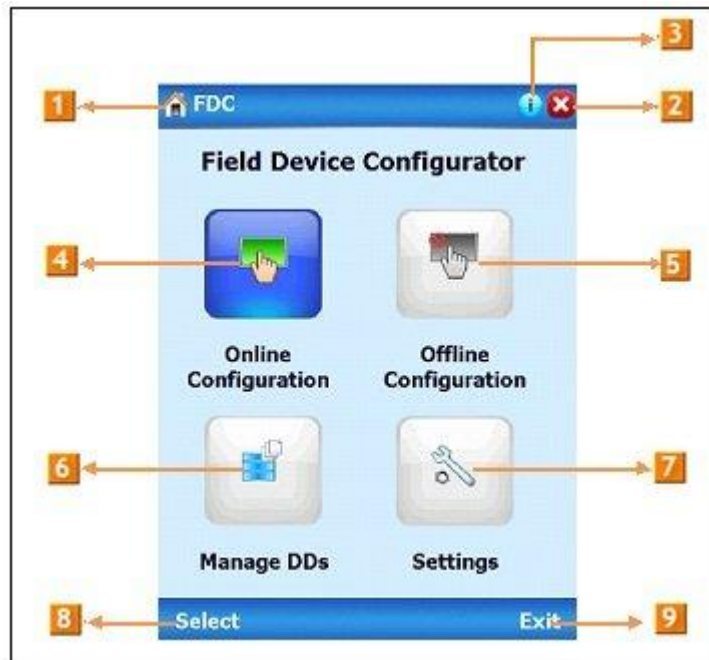 3
1 FDC i 2
Field Device Configurator
4 5
Online Configuration
Offline Configuration
6 7
Manage DDs Settings
8 Select Exit 9